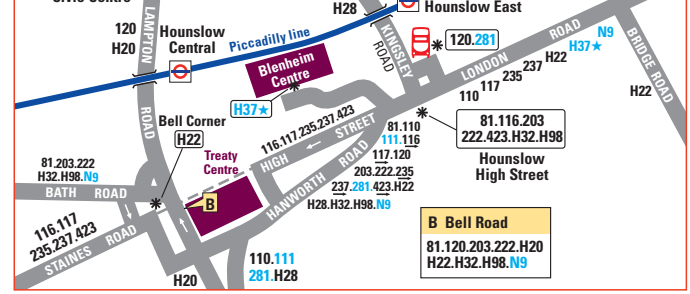 Civic Centre
120
H20
LAMPTON
ROAD
Hounslow
Central
Piccadilly line
H28
Hounslow East
KINGSLEY
ROAD
120.281
LONDON ROAD
N9
H37★
BRIDGE ROAD
H22
110 117 235 237 H22
Blenheim
Centre
H37★
Bell Corner
H22
Treaty
Centre
116.117.235.237.423
HIGH STREET
HANWORTH ROAD
81.110
111.116
117.120
203.222.235
237.281.423.H22
H28.H32.H98.N9
81.116.203
222.423.H32.H98
Hounslow
High Street
81.203.222
H32.H98.N9
BATH ROAD
116.117
235.237.423
STAINES ROAD
B
H20
110.111
281.H28
B Bell Road
81.120.203.222.H20
H22.H32.H98.N9